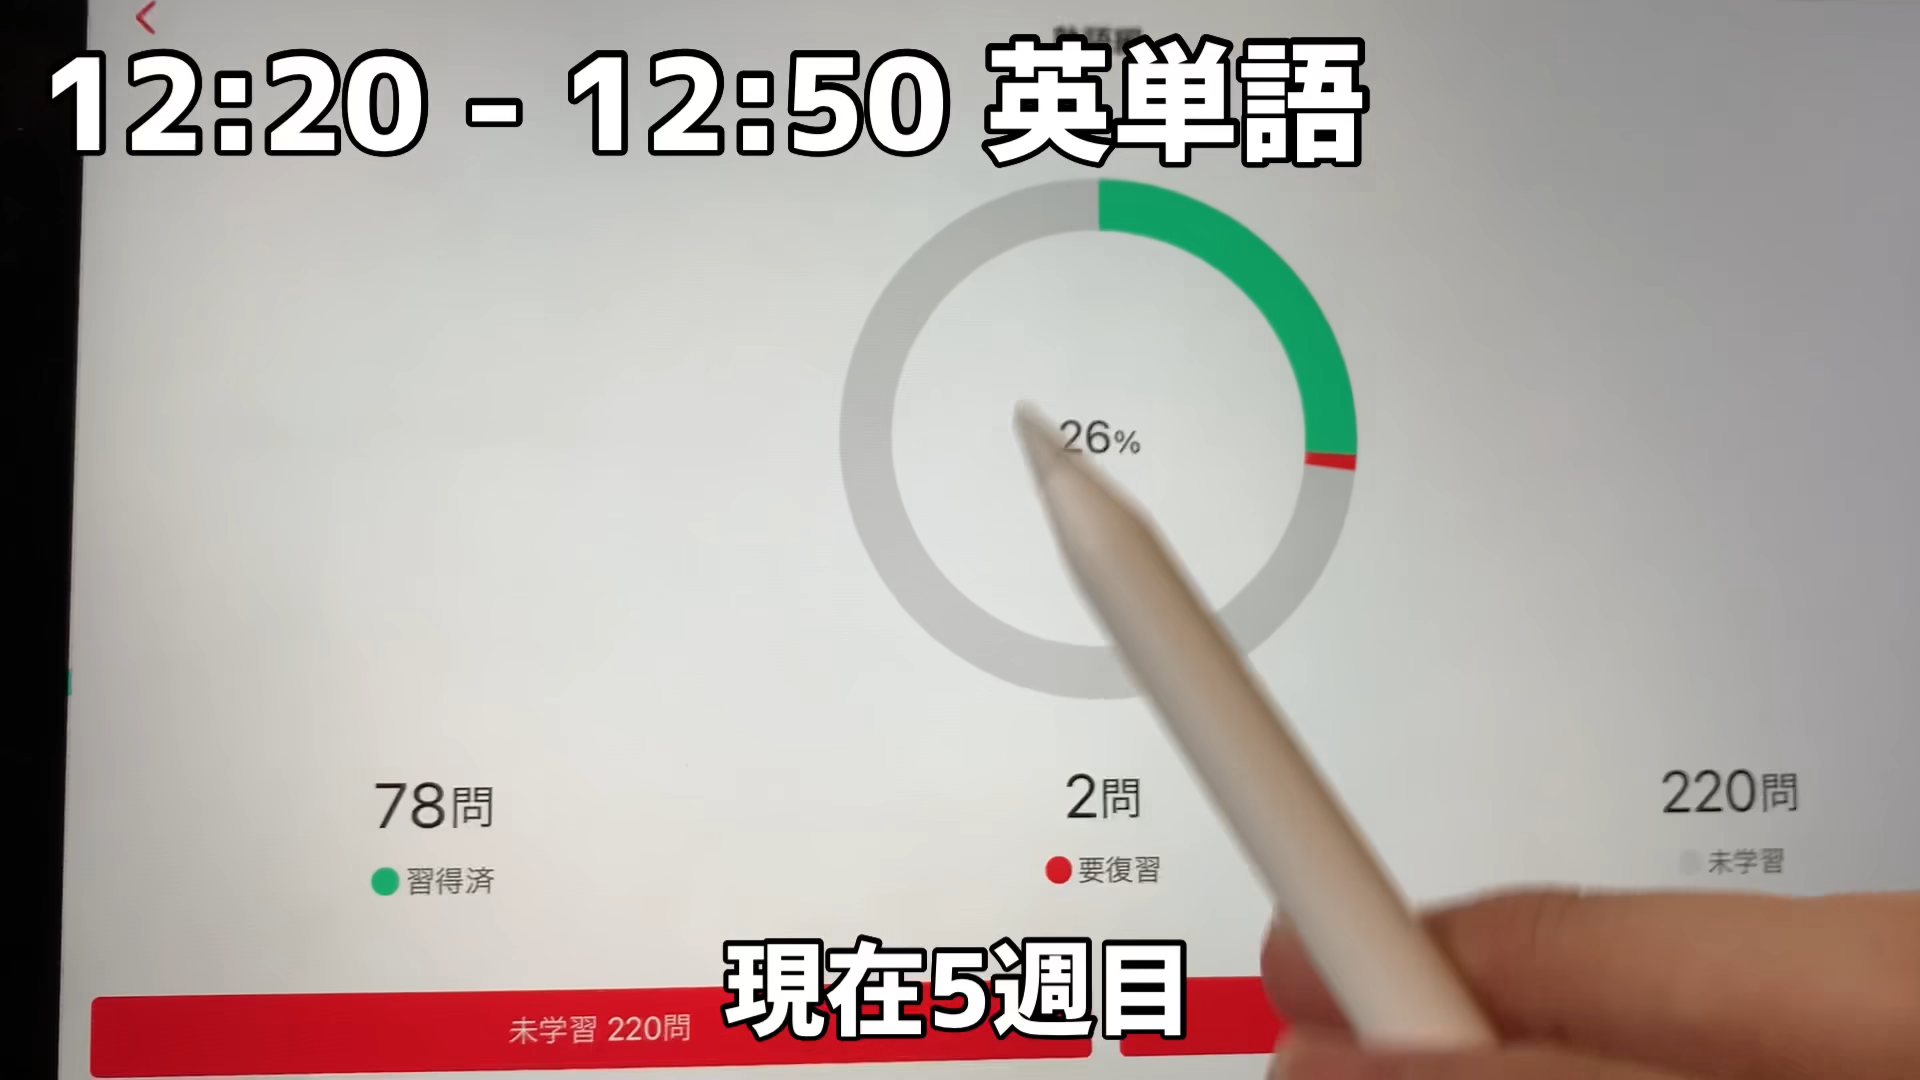 12:20 - 12:50 英単語
26%
78問
2問
220問
習得済
要復習
未学習
現在5週目
未学習 220問